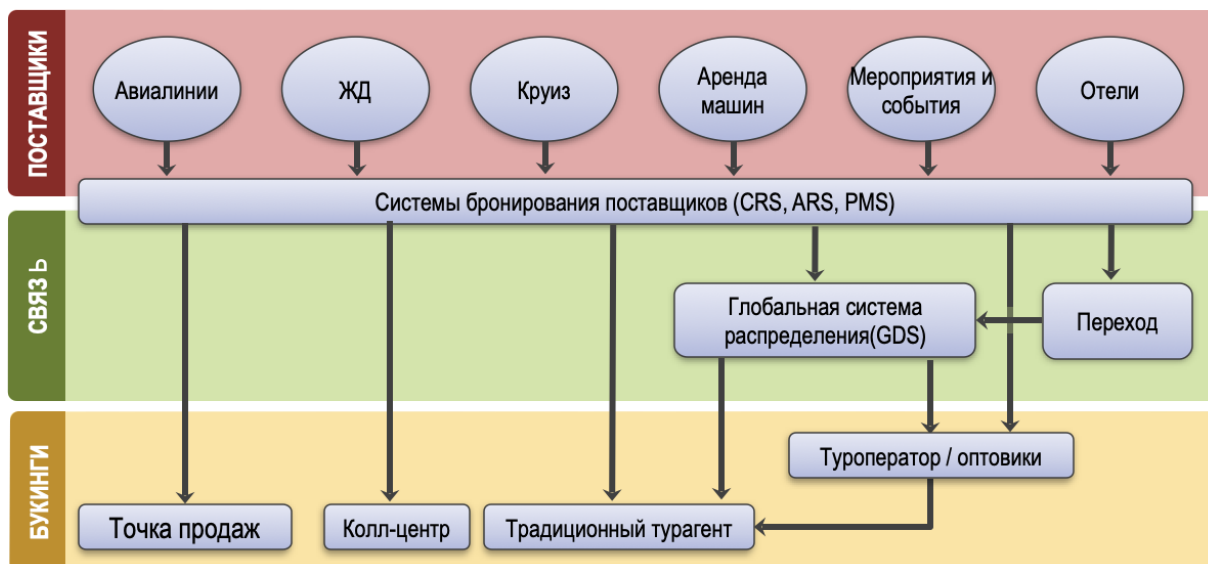 ПОСТАВЩИКИ
Авиалинии
ЖД
Круиз
Аренда
машин
Мероприятия и
события
Отели
Системы бронирования поставщиков (CRS, ARS, PMS)
СВЯЗЬ
Глобальная система
распределения(GDS)
Переход
БУКИНГИ
Туроператор / оптовики
Точка продаж
Колл-центр
Традиционный турагент